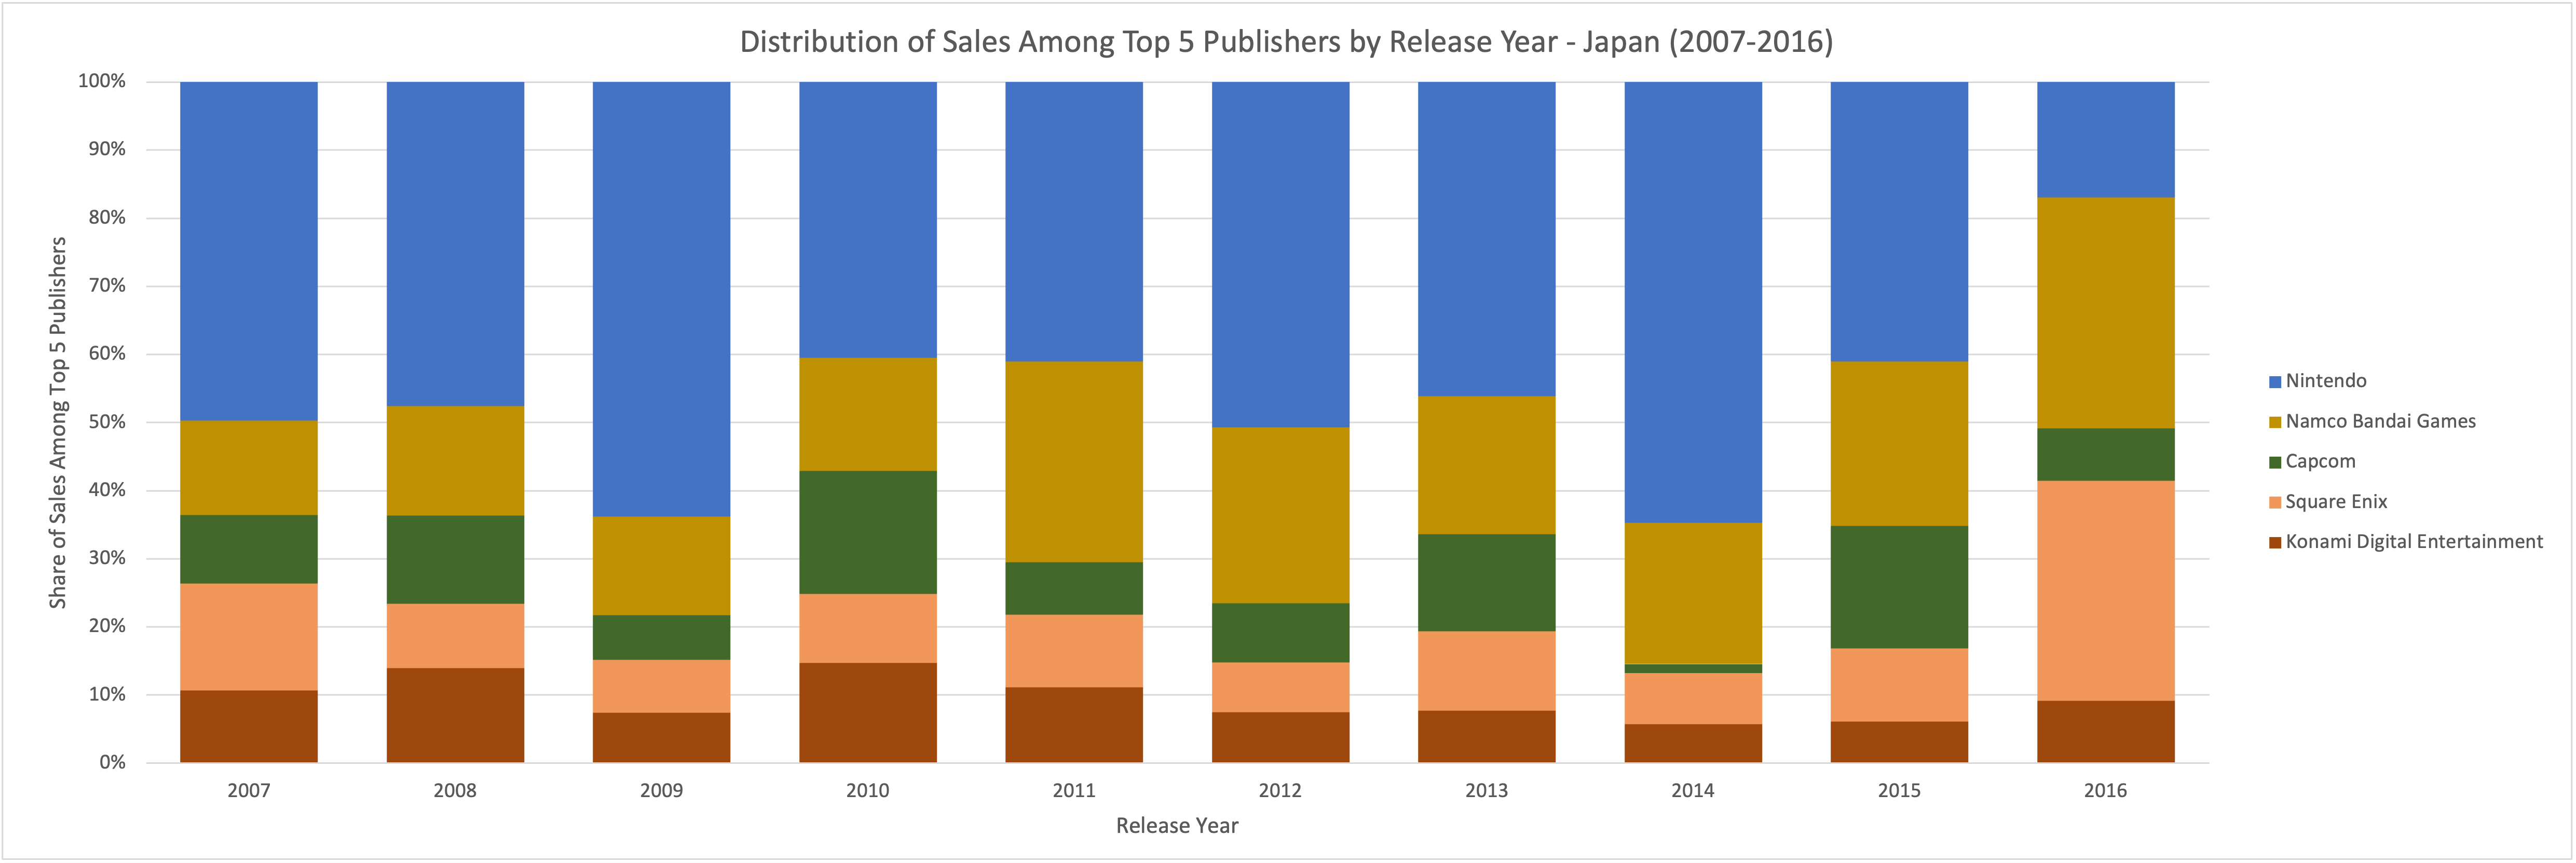 Distribution of Sales Among Top 5 Publishers by Release Year - Japan (2007-2016)
Share of Sales Among Top 5 Publishers
100%
90%
80%
70%
60%
50%
40%
30%
20%
10%
0%
2007 2008 2009 2010 2011 2012 2013 2014 2015 2016
Release Year
Nintendo
Namco Bandai Games
Capcom
Square Enix
Konami Digital Entertainment